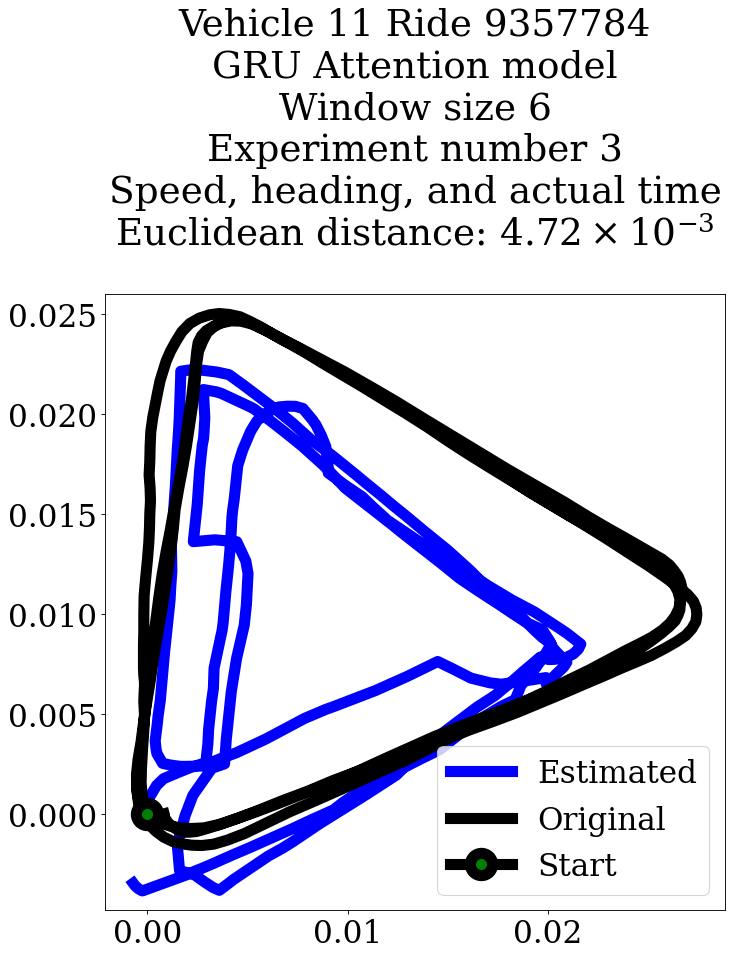 Vehicle 11 Ride 9357784
GRU Attention model
Window size 6
Experiment number 3
Speed, heading, and actual time
Euclidean distance: 4.72 × 10⁻³
0.025
0.020
0.015
0.010
0.005
0.000
Estimated
Original
Start
0.00 0.01 0.02